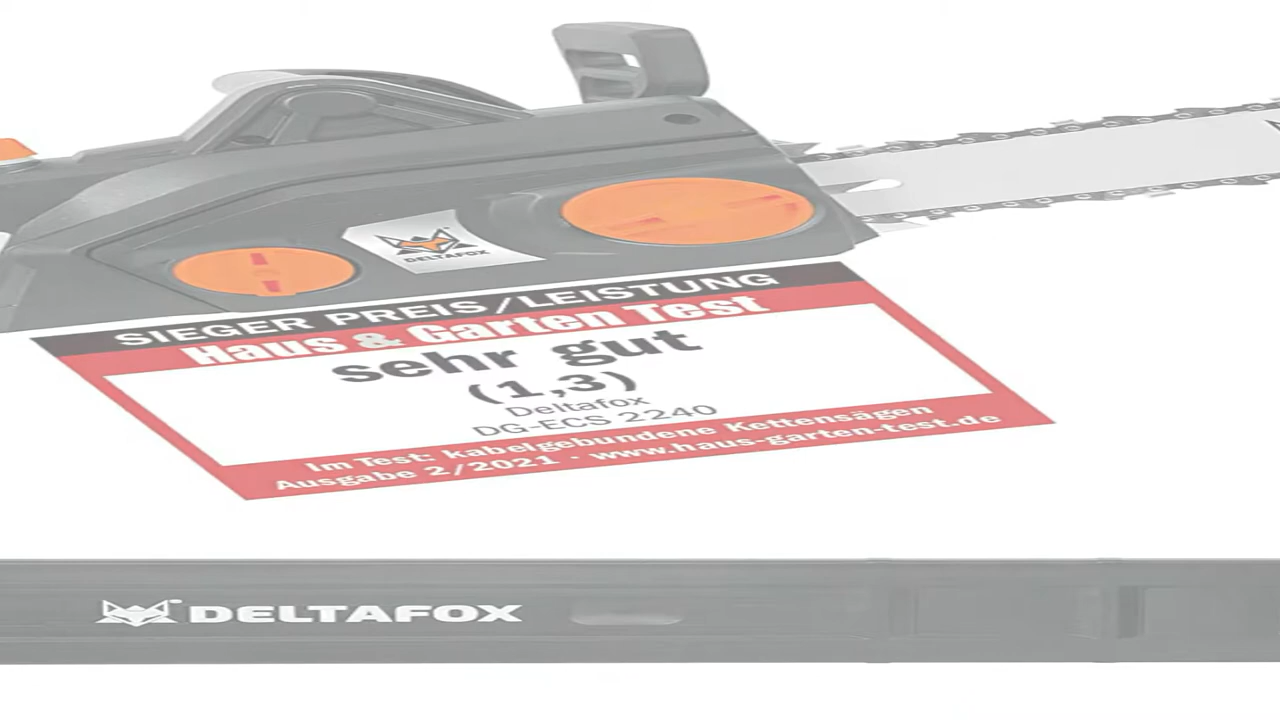 DELTAFOX
SIEGER PREIS/LEISTUNG
Haus & Garten Test
sehr gut
(1,3)
Deltafox
DG-ECS 2240
Im Test: kabelgebundene Kettensägen
Ausgabe 2/2021 · www.haus-garten-test.de
DELTAFOX